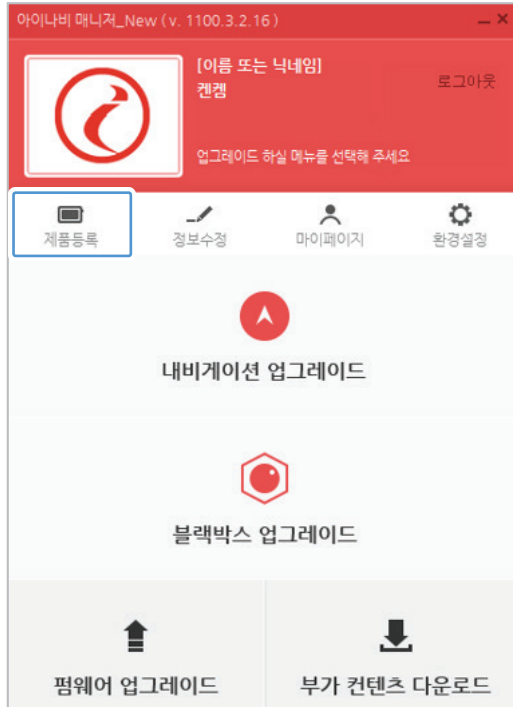 아이나비 매니저_New ( v. 1100.3.2.16 )
[이름 또는 닉네임]
켄켐
로그아웃
업그레이드 하실 메뉴를 선택해 주세요
제품등록 정보수정 마이페이지 환경설정
내비게이션 업그레이드
블랙박스 업그레이드
펌웨어 업그레이드 부가 컨텐츠 다운로드